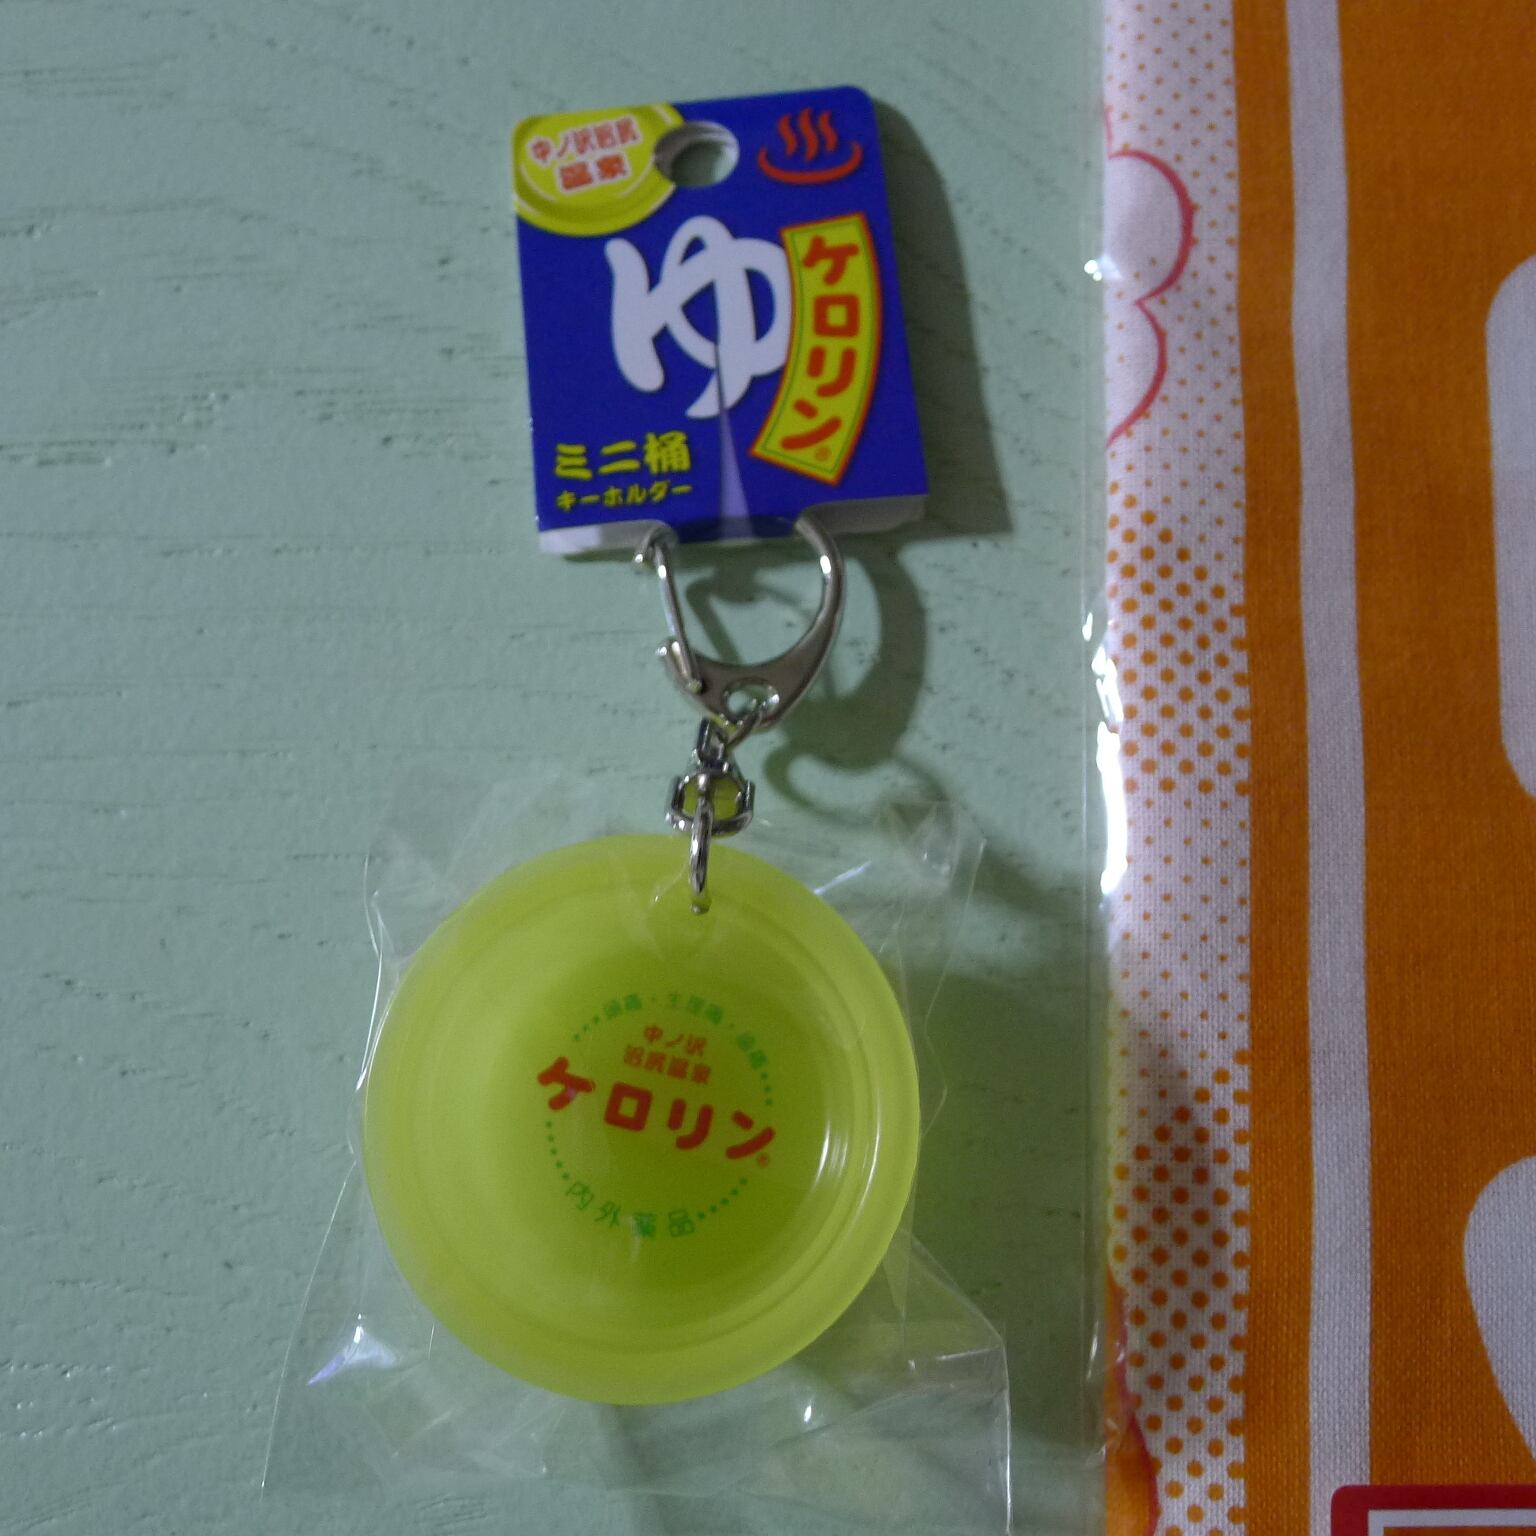 中ノ沢沼尻
温泉
ゆ
ケロリン®
ミニ桶
キーホルダー
頭痛・生理痛・歯痛
中ノ沢
沼尻温泉
ケロリン®
内外薬品